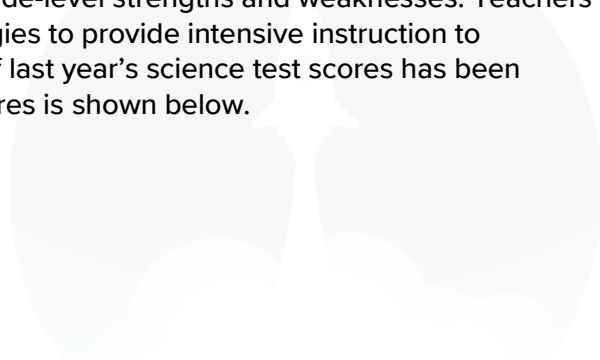 de-level strengths and weaknesses. Teachers
gies to provide intensive instruction to
last year’s science test scores has been
res is shown below.